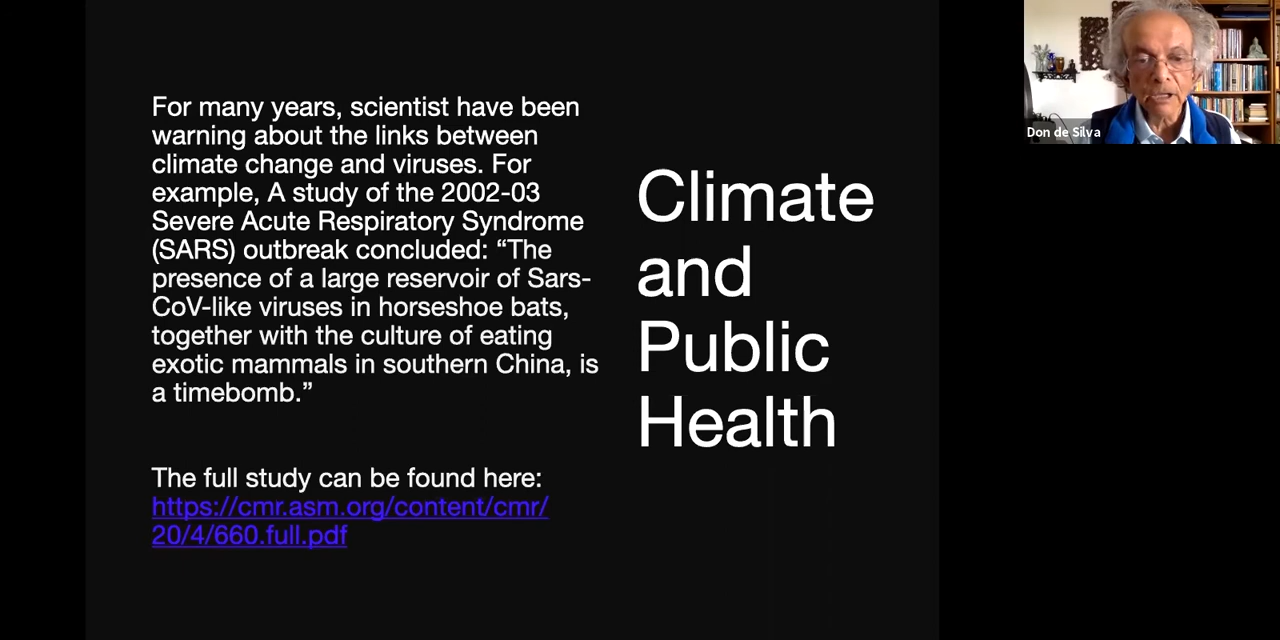 For many years, scientist have been
warning about the links between
climate change and viruses. For
example, A study of the 2002-03
Severe Acute Respiratory Syndrome
(SARS) outbreak concluded: “The
presence of a large reservoir of Sars-
CoV-like viruses in horseshoe bats,
together with the culture of eating
exotic mammals in southern China, is
a timebomb.”
The full study can be found here:
https://cmr.asm.org/content/cmr/
20/4/660.full.pdf
Climate
and
Public
Health
Don de Silva